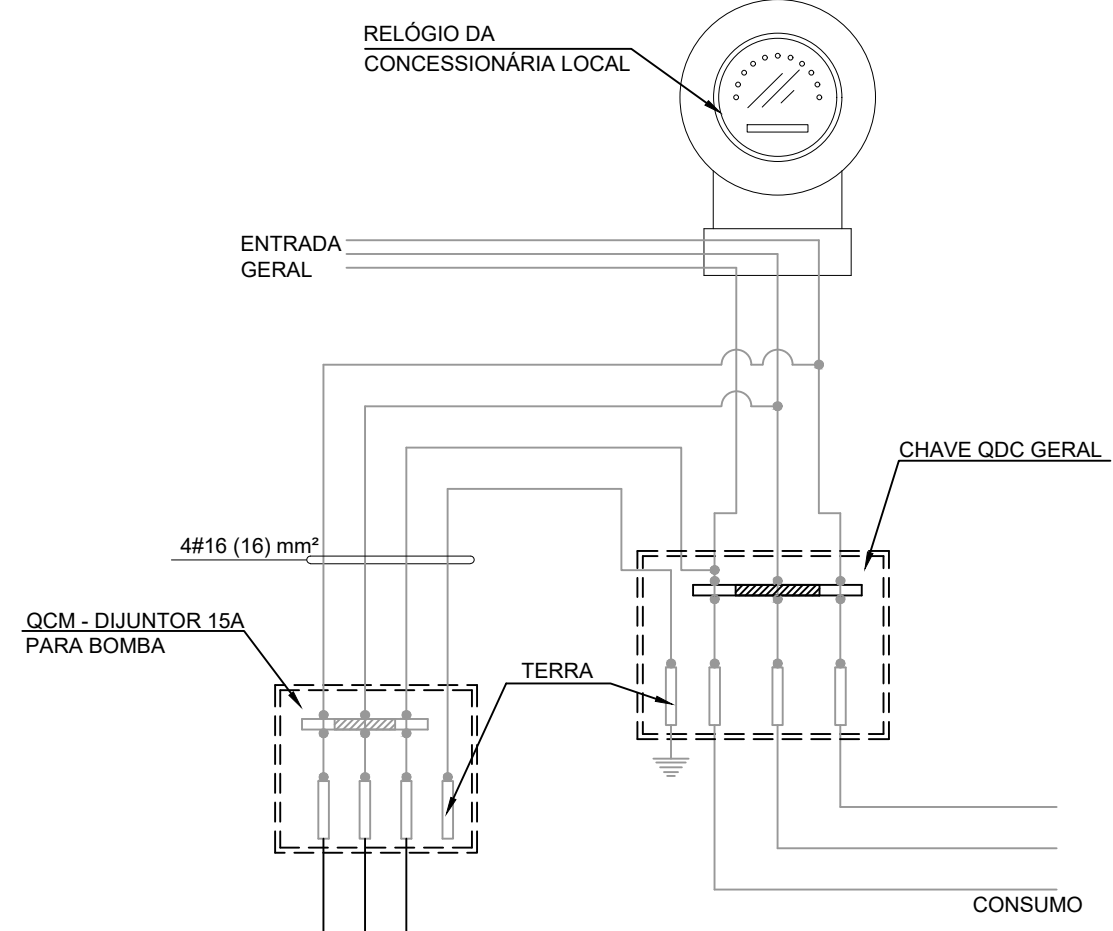 RELÓGIO DA
CONCESSIONÁRIA LOCAL
ENTRADA
GERAL
CHAVE QDC GERAL
4#16 (16) mm²
QCM - DIJUNTOR 15A
PARA BOMBA
TERRA
CONSUMO